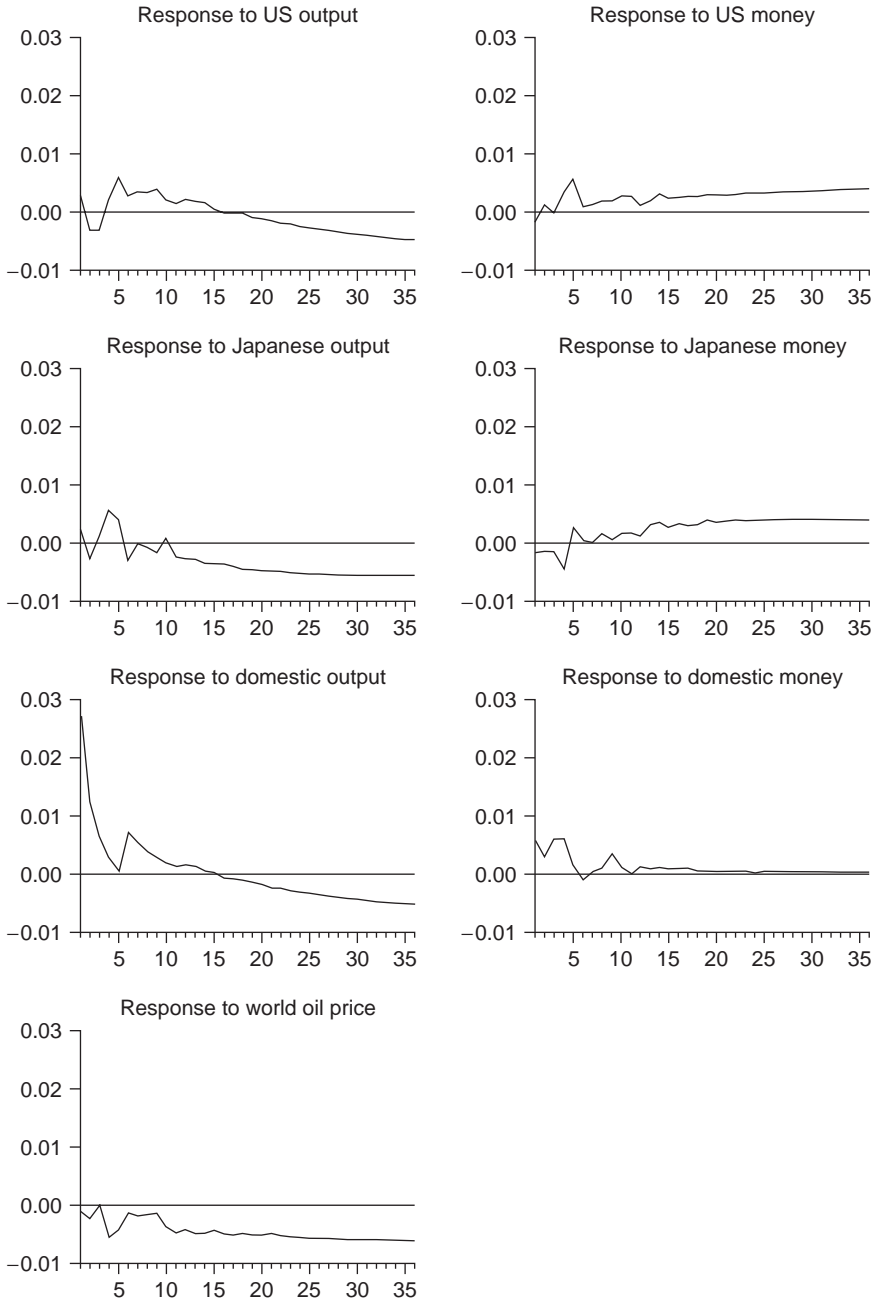 Response to US output
0.03
0.02
0.01
0.00
−0.01
5 10 15 20 25 30 35
Response to US money
0.03
0.02
0.01
0.00
−0.01
5 10 15 20 25 30 35
Response to Japanese output
0.03
0.02
0.01
0.00
−0.01
5 10 15 20 25 30 35
Response to Japanese money
0.03
0.02
0.01
0.00
−0.01
5 10 15 20 25 30 35
Response to domestic output
0.03
0.02
0.01
0.00
−0.01
5 10 15 20 25 30 35
Response to domestic money
0.03
0.02
0.01
0.00
−0.01
5 10 15 20 25 30 35
Response to world oil price
0.03
0.02
0.01
0.00
−0.01
5 10 15 20 25 30 35